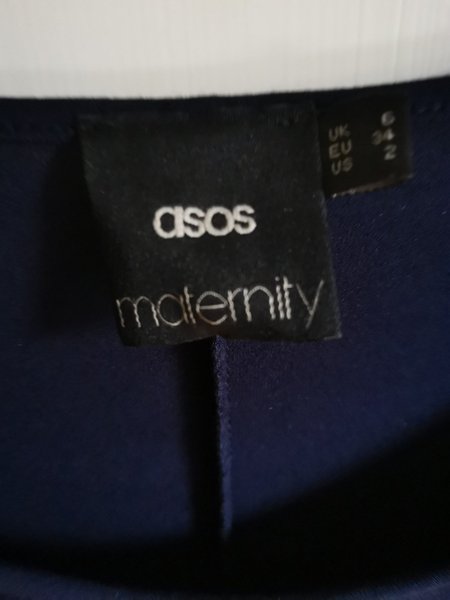 asos
maternity
UK 6
EU 34
US 2